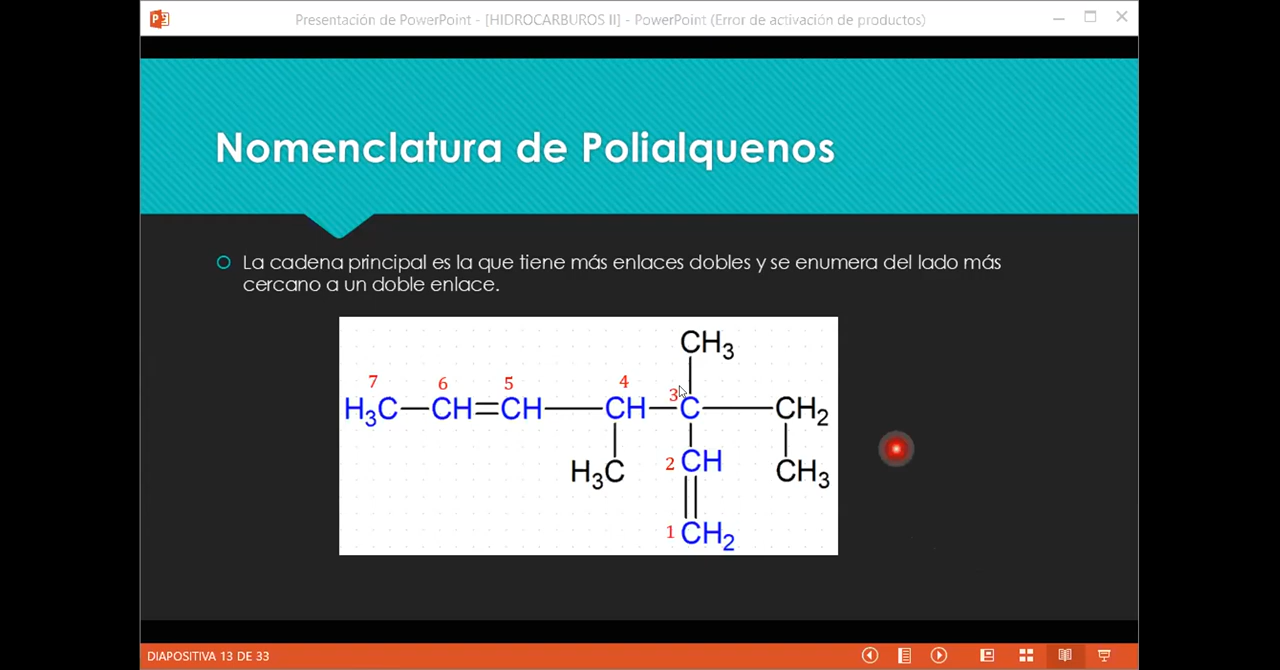 Presentación de PowerPoint - [HIDROCARBUROS II] - PowerPoint (Error de activación de productos)
Nomenclatura de Polialquenos
La cadena principal es la que tiene más enlaces dobles y se enumera del lado más
cercano a un doble enlace.
CH3
7 6 5 4 3
H3C CH CH CH C CH2
H3C 2 CH CH3
1 CH2
DIAPOSITIVA 13 DE 33